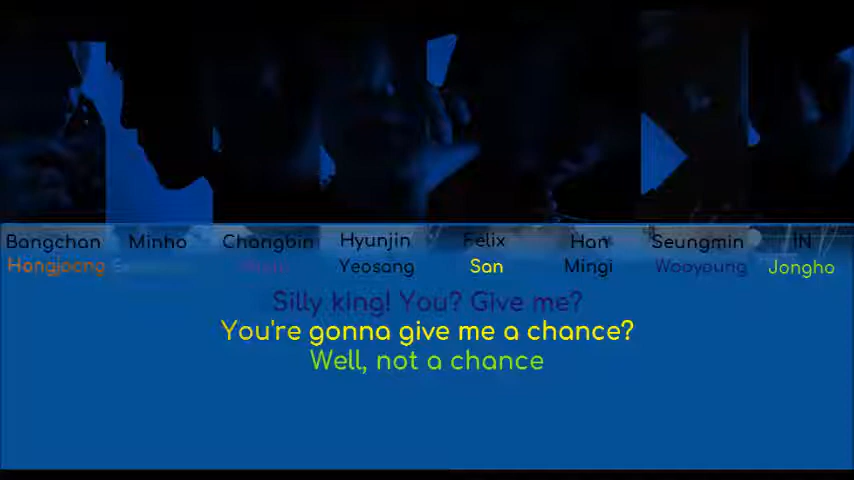 Bangchan Minho Changbin Hyunjin Felix Han Seungmin IN
Hongjoong Yeosang San Mingi Wooyoung Jongho
Silly king! You? Give me?
You're gonna give me a chance?
Well, not a chance